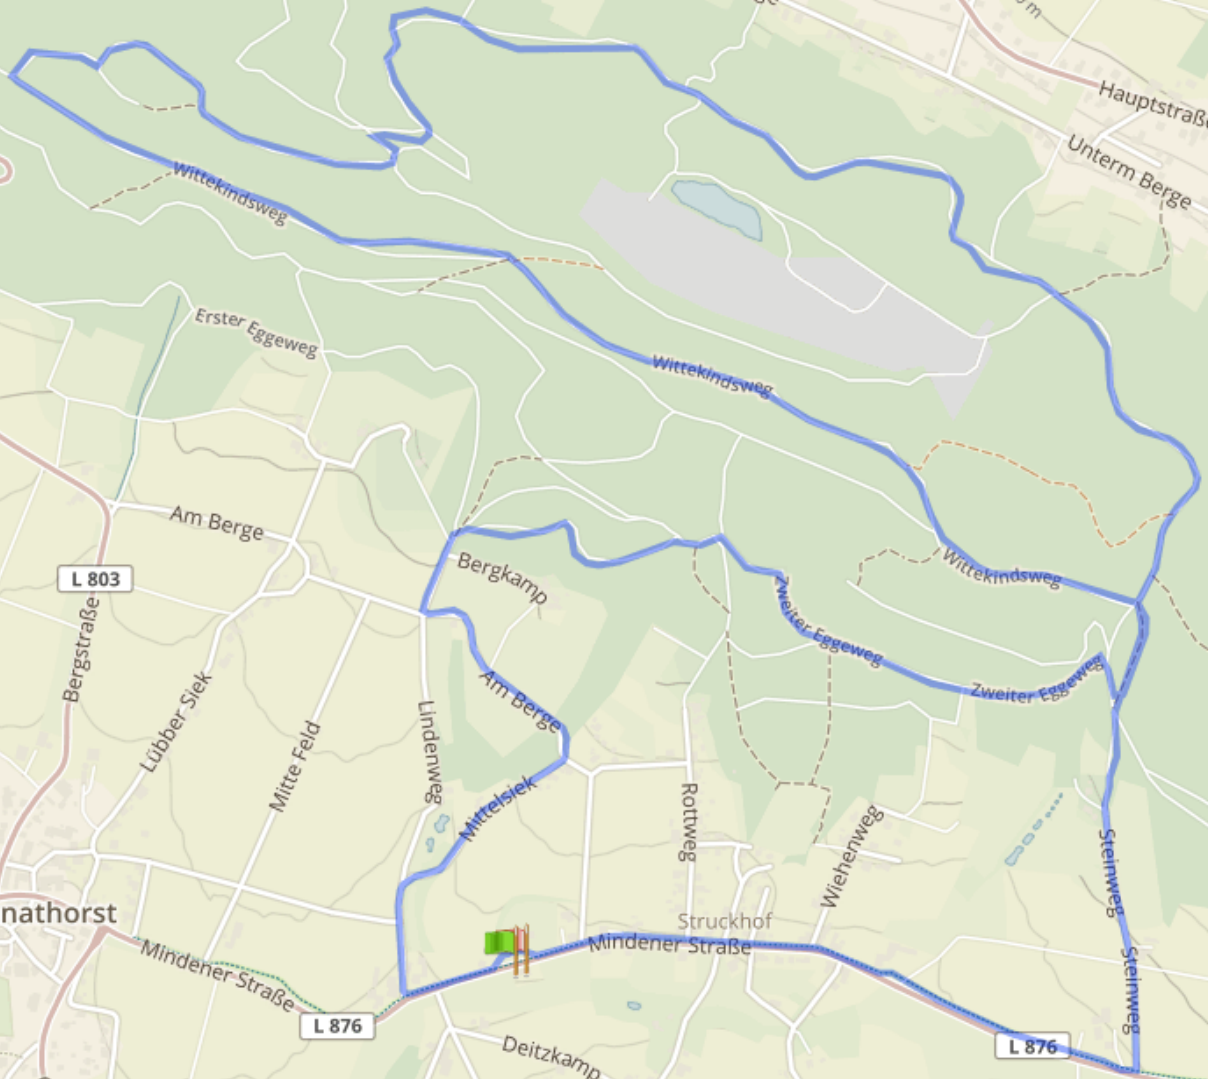 Hauptstraße
Unterm Berge
Wittekindsweg
Erster Eggeweg
Wittekindsweg
Am Berge
L 803
Bergkamp
Wittekindsweg
Bergstraße
Zweiter Eggeweg
Zweiter Eggeweg
Lübber Siek
Mitte Feld
Lindenweg
Am Berge
Mittelsiek
Rottweg
Wiehenweg
Steinweg
nathorst
Struckhof
Mindener Straße
Mindener Straße
Steinweg
L 876
L 876
Deitzkamp